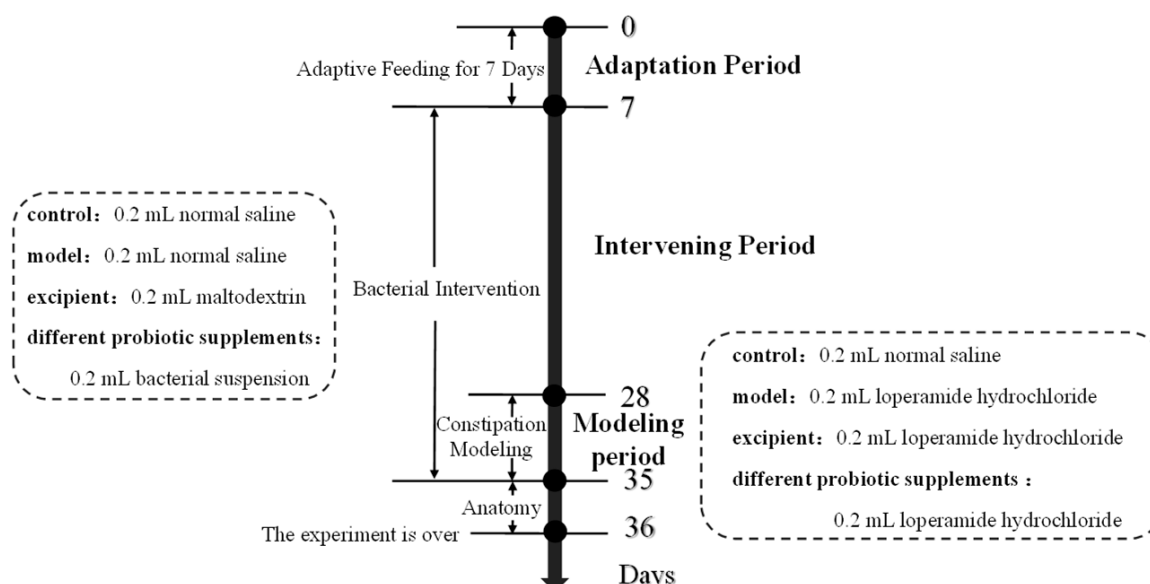 0
Adaptive Feeding for 7 Days
Adaptation Period
7
control：0.2 mL normal saline
model：0.2 mL normal saline
excipient：0.2 mL maltodextrin
different probiotic supplements：
0.2 mL bacterial suspension
Bacterial Intervention
Intervening Period
28
Constipation
Modeling
Modeling
period
35
Anatomy
The experiment is over
36
Days
control：0.2 mL normal saline
model：0.2 mL loperamide hydrochloride
excipient：0.2 mL loperamide hydrochloride
different probiotic supplements ：
0.2 mL loperamide hydrochloride